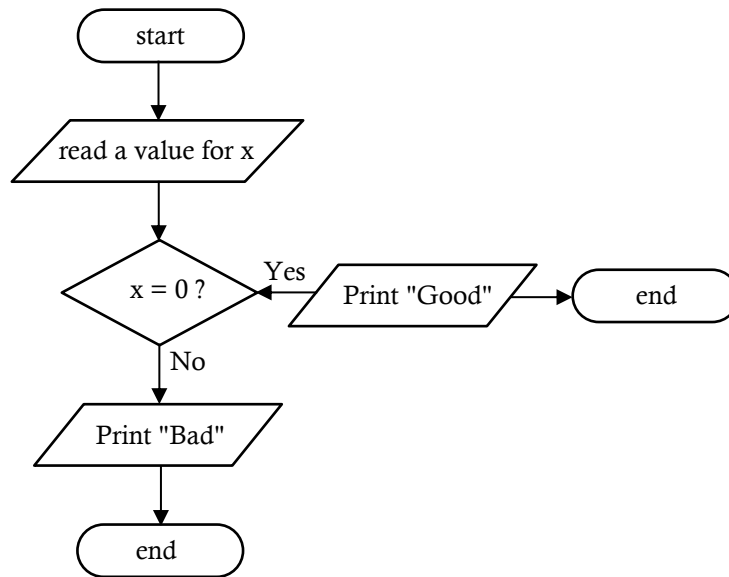 start
read a value for x
x = 0 ?
Yes
Print "Good"
end
No
Print "Bad"
end